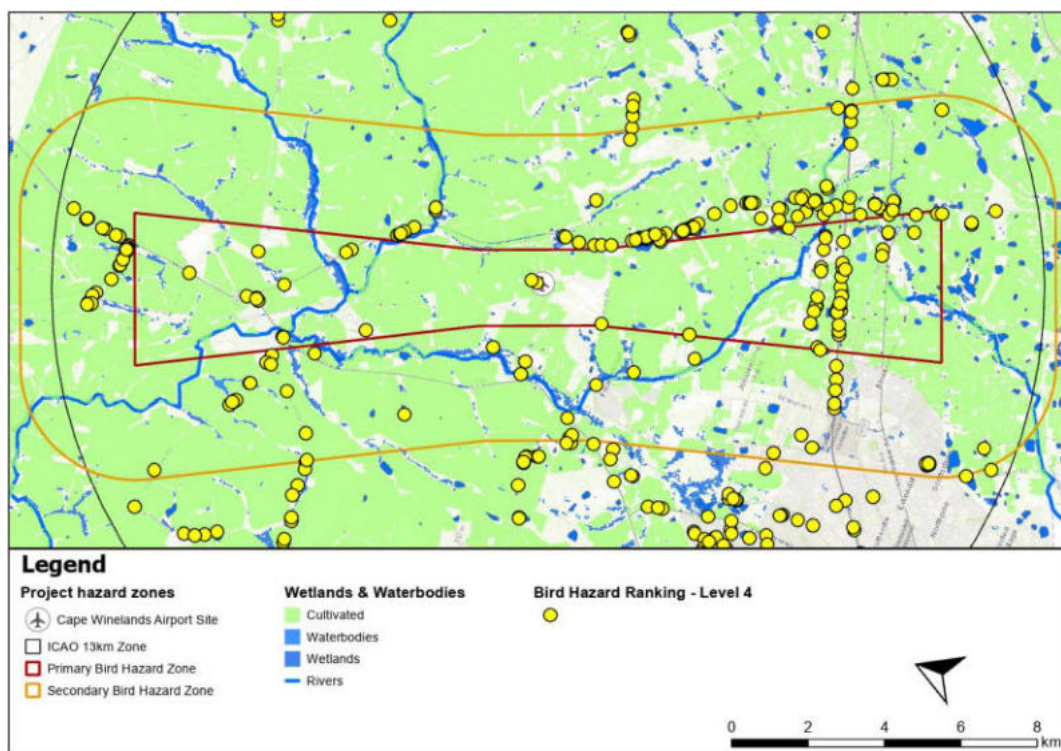 Legend
Project hazard zones
Cape Winelands Airport Site
ICAO 13km Zone
Primary Bird Hazard Zone
Secondary Bird Hazard Zone
Wetlands & Waterbodies
Cultivated
Waterbodies
Wetlands
Rivers
Bird Hazard Ranking - Level 4
0 2 4 6 8
km